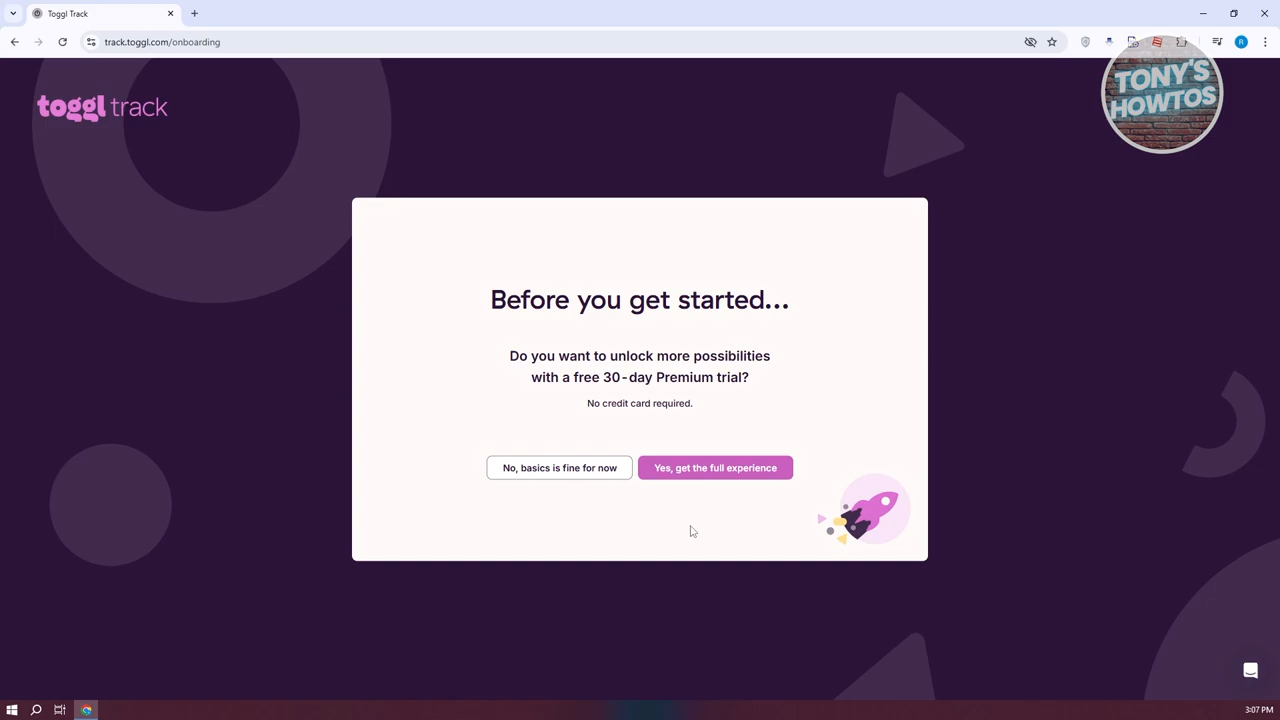 Toggl Track
track.toggl.com/onboarding
R
toggl track
TONY'S
HOWTOS
Before you get started...
Do you want to unlock more possibilities
with a free 30-day Premium trial?
No credit card required.
No, basics is fine for now
Yes, get the full experience
3:07 PM